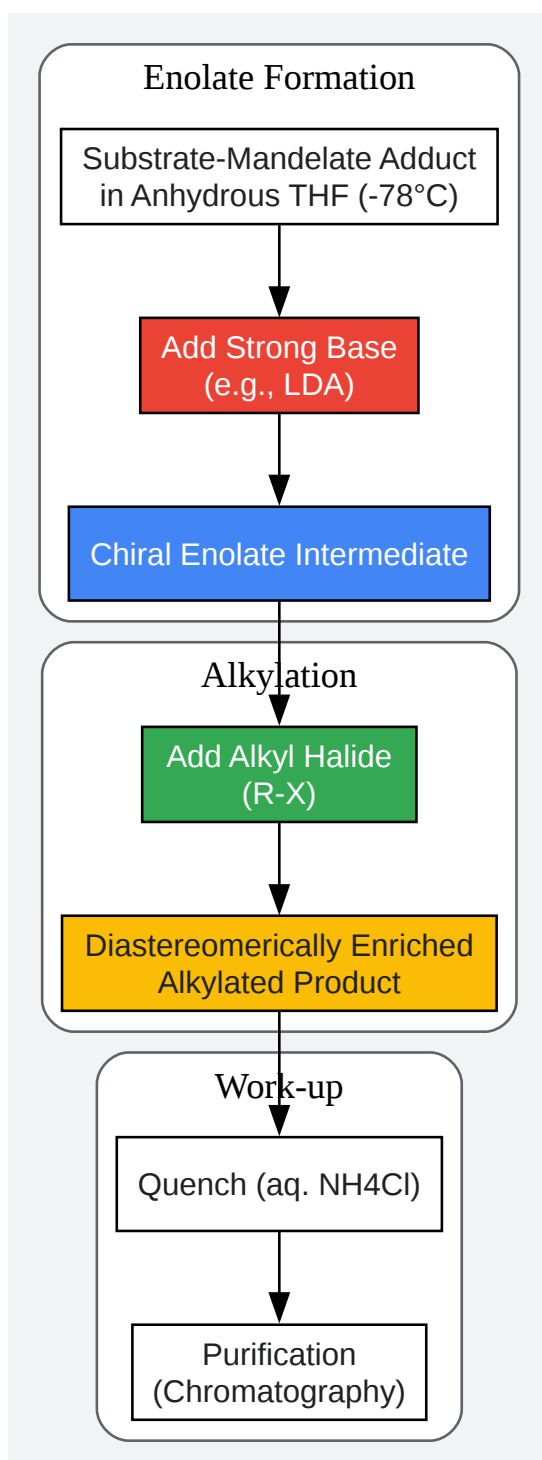 Enolate Formation
Substrate-Mandelate Adduct
in Anhydrous THF (-78°C)
Add Strong Base
(e.g., LDA)
Chiral Enolate Intermediate
Alkylation
Add Alkyl Halide
(R-X)
Diastereomerically Enriched
Alkylated Product
Work-up
Quench (aq. NH4Cl)
Purification
(Chromatography)